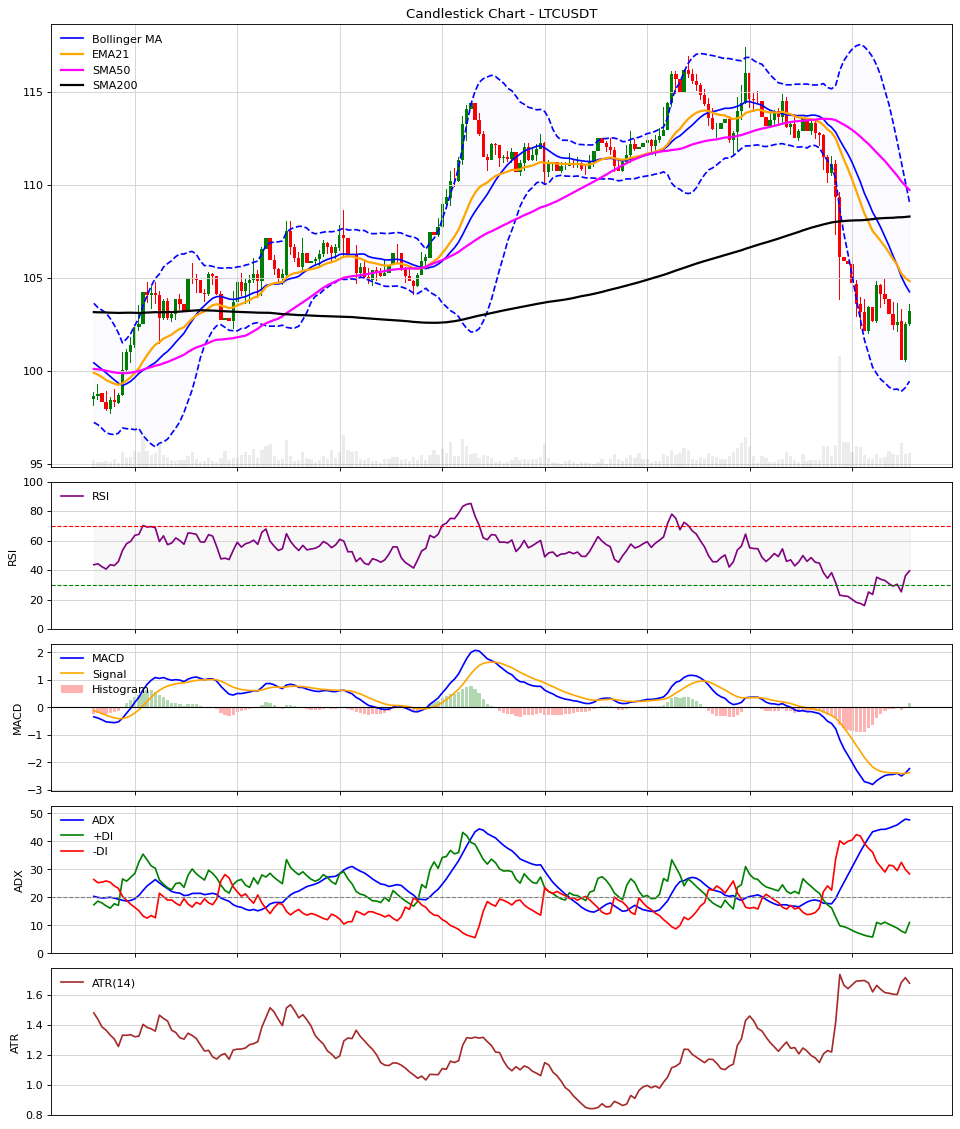 Candlestick Chart - LTCUSDT
Bollinger MA
EMA21
SMA50
SMA200
115
110
105
100
95
RSI
100
80
60
40
20
0
RSI
MACD
Signal
Histogram
2
1
0
−1
−2
−3
MACD
ADX
+DI
-DI
50
40
30
20
10
0
ADX
ATR(14)
1.6
1.4
1.2
1.0
0.8
ATR